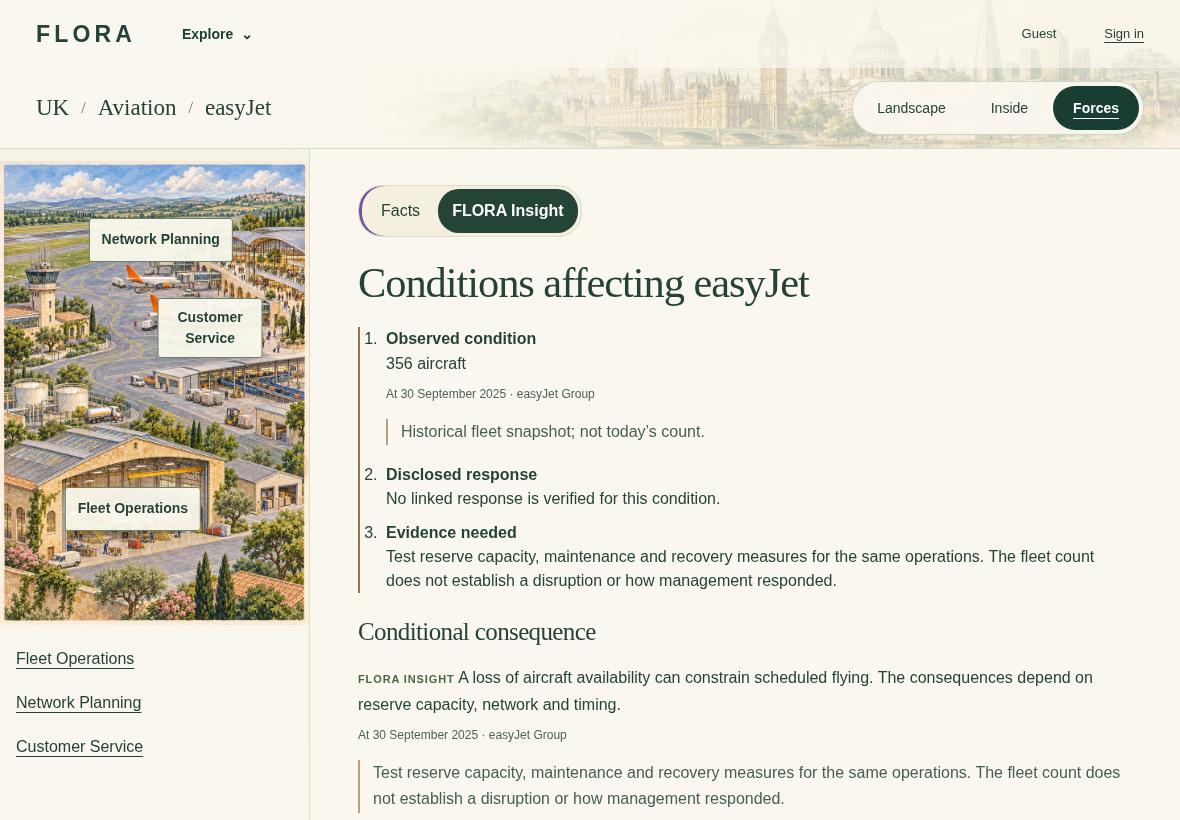 FLORA
Explore
Guest
Sign in
UK / Aviation / easyJet
Landscape
Inside
Forces
Network Planning
Customer
Service
Fleet Operations
Fleet Operations
Network Planning
Customer Service
Facts
FLORA Insight
Conditions affecting easyJet
1. Observed condition
356 aircraft
At 30 September 2025 · easyJet Group
Historical fleet snapshot; not today’s count.
2. Disclosed response
No linked response is verified for this condition.
3. Evidence needed
Test reserve capacity, maintenance and recovery measures for the same operations. The fleet count
does not establish a disruption or how management responded.
Conditional consequence
FLORA INSIGHT A loss of aircraft availability can constrain scheduled flying. The consequences depend on
reserve capacity, network and timing.
At 30 September 2025 · easyJet Group
Test reserve capacity, maintenance and recovery measures for the same operations. The fleet count does
not establish a disruption or how management responded.